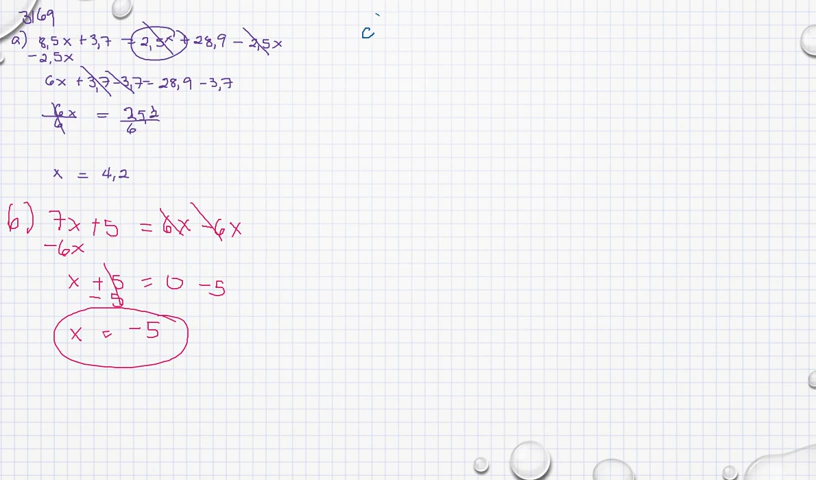 3169
a) 8,5x + 3,7 = 2,5x + 28,9 - 2,5x
-2,5x
6x + 3,7 - 3,7 = 28,9 - 3,7
6x/6 = 25,2/6
x = 4,2
b) 7x + 5 = 6x - 6x
-6x
x + 5 = 0 - 5
- 5
x = -5
c